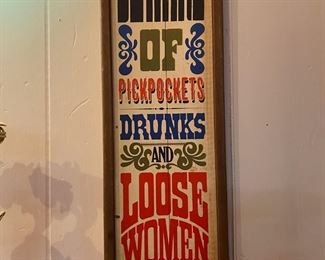 OF
PICKPOCKETS
DRUNKS
AND
LOOSE
WOMEN